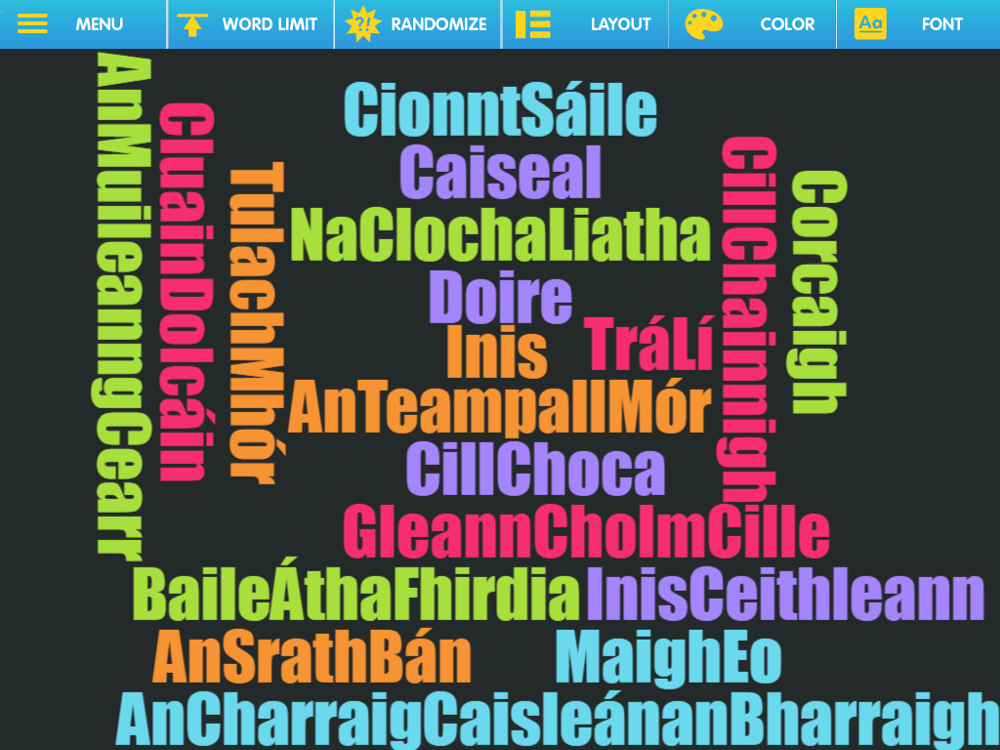 MENU
WORD LIMIT
?!
RANDOMIZE
LAYOUT
COLOR
Aa
FONT
AnMuileanngCearr
CluainDolcáin
TulachMhór
CionntSáile
Caiseal
NaClochaLiatha
Doire
Inis
TráLí
AnTeampallMór
CillChoca
CillChainnigh
Corcaigh
GleannCholmCille
BaileÁthaFhirdia
InisCeithleann
AnSrathBán
MaighEo
AnCharraigCaisleánanBharraigh